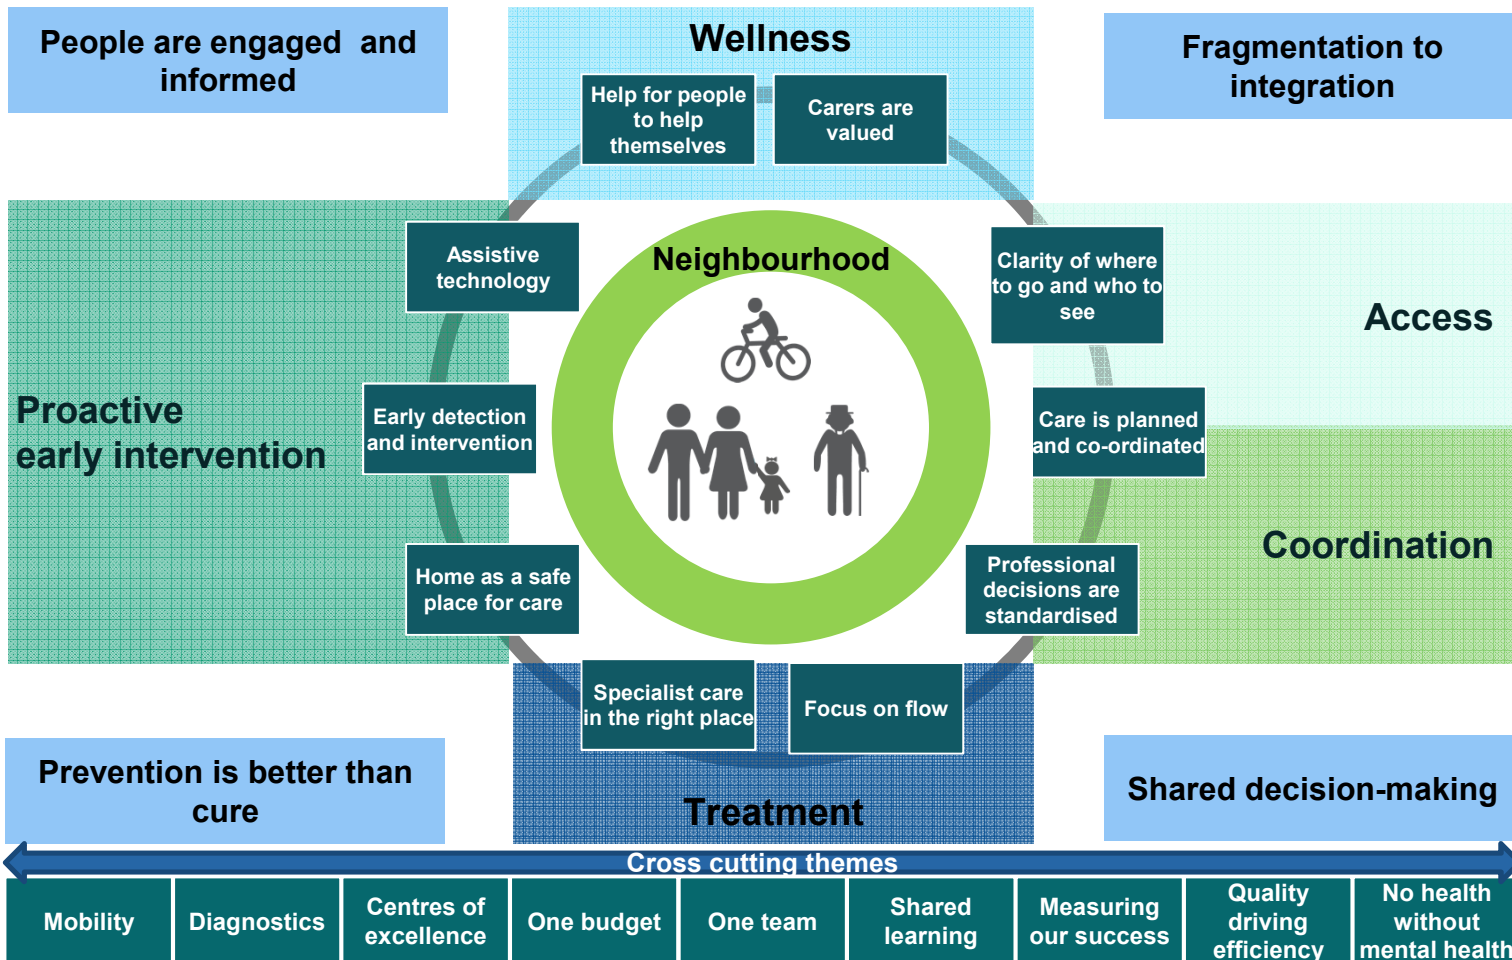 People are engaged and
informed
Wellness
Fragmentation to
integration
Help for people
to help
themselves
Carers are
valued
Assistive
technology
Neighbourhood
Clarity of where
to go and who to
see
Access
Proactive
early intervention
Early detection
and intervention
Care is planned
and co-ordinated
Coordination
Home as a safe
place for care
Professional
decisions are
standardised
Specialist care
in the right place
Focus on flow
Prevention is better than
cure
Treatment
Shared decision-making
Cross cutting themes
Mobility
Diagnostics
Centres of
excellence
One budget
One team
Shared
learning
Measuring
our success
Quality
driving
efficiency
No health
without
mental health